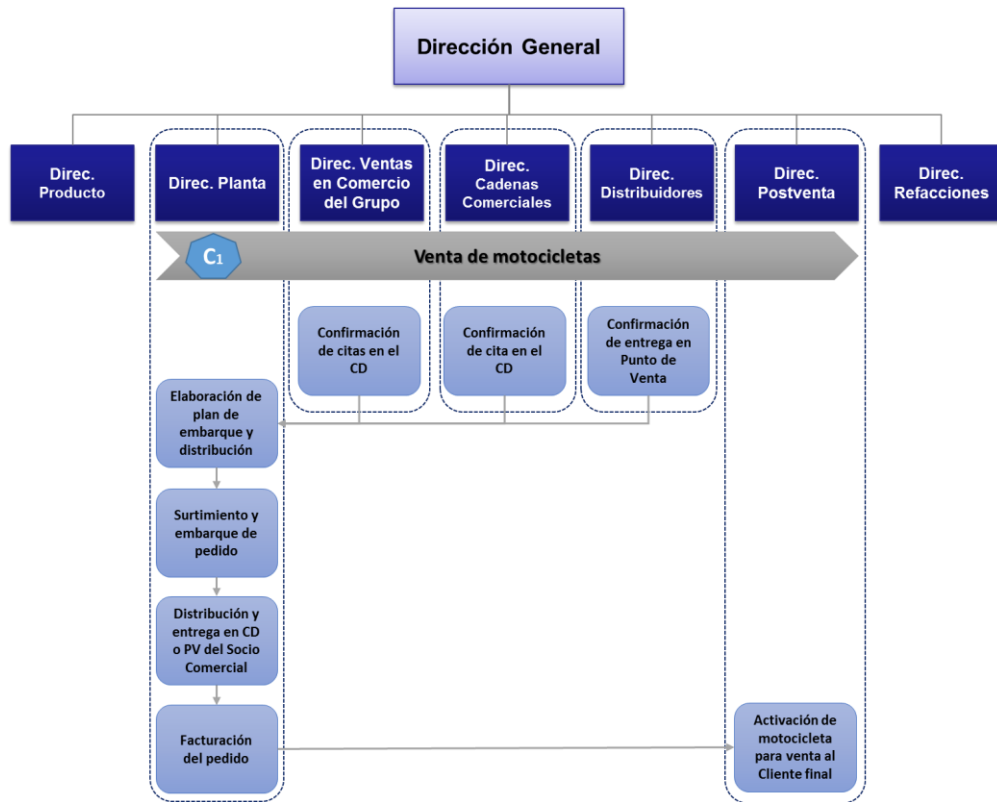 Dirección General
Direc.
Producto
Direc. Planta
Direc. Ventas
en Comercio
del Grupo
Direc.
Cadenas
Comerciales
Direc.
Distribuidores
Direc.
Postventa
Direc.
Refacciones
C1
Venta de motocicletas
Confirmación
de citas en el
CD
Confirmación
de cita en el
CD
Confirmación
de entrega en
Punto de
Venta
Elaboración de
plan de
embarque y
distribución
Surtimiento y
embarque de
pedido
Distribución y
entrega en CD
o PV del Socio
Comercial
Facturación
del pedido
Activación de
motocicleta
para venta al
Cliente final